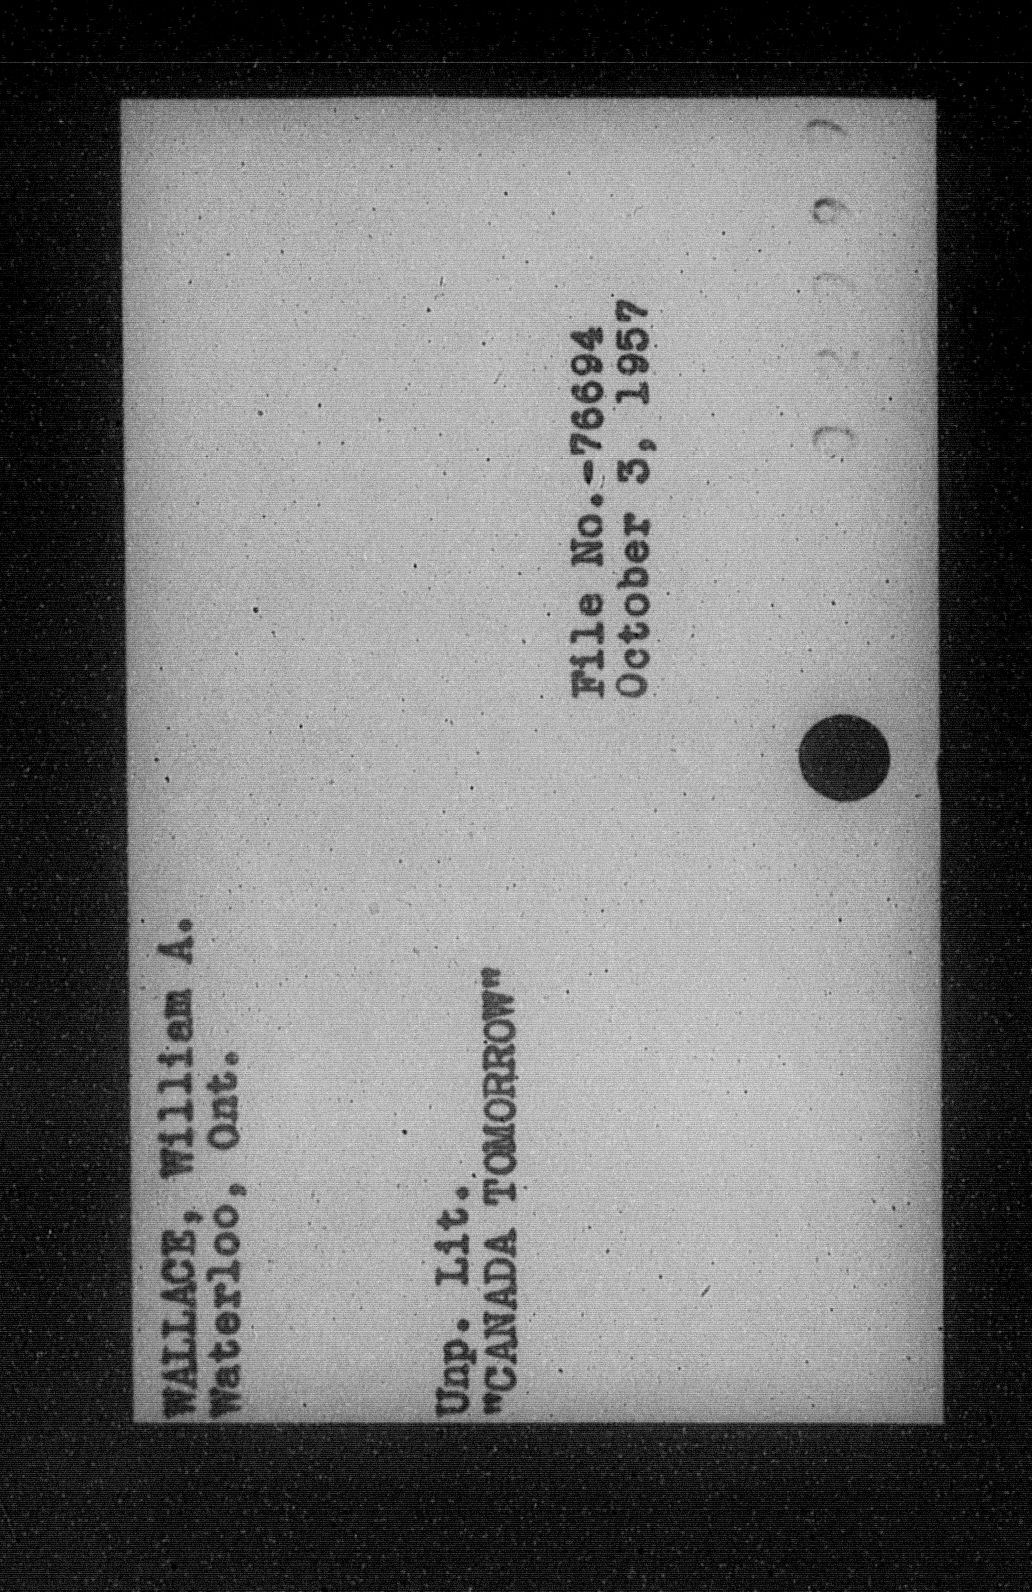 WALLACE, William A.
Waterloo, Ont.
Unp. Lit.
"CANADA TOMORROW"
File No.-76694
October 3, 1957